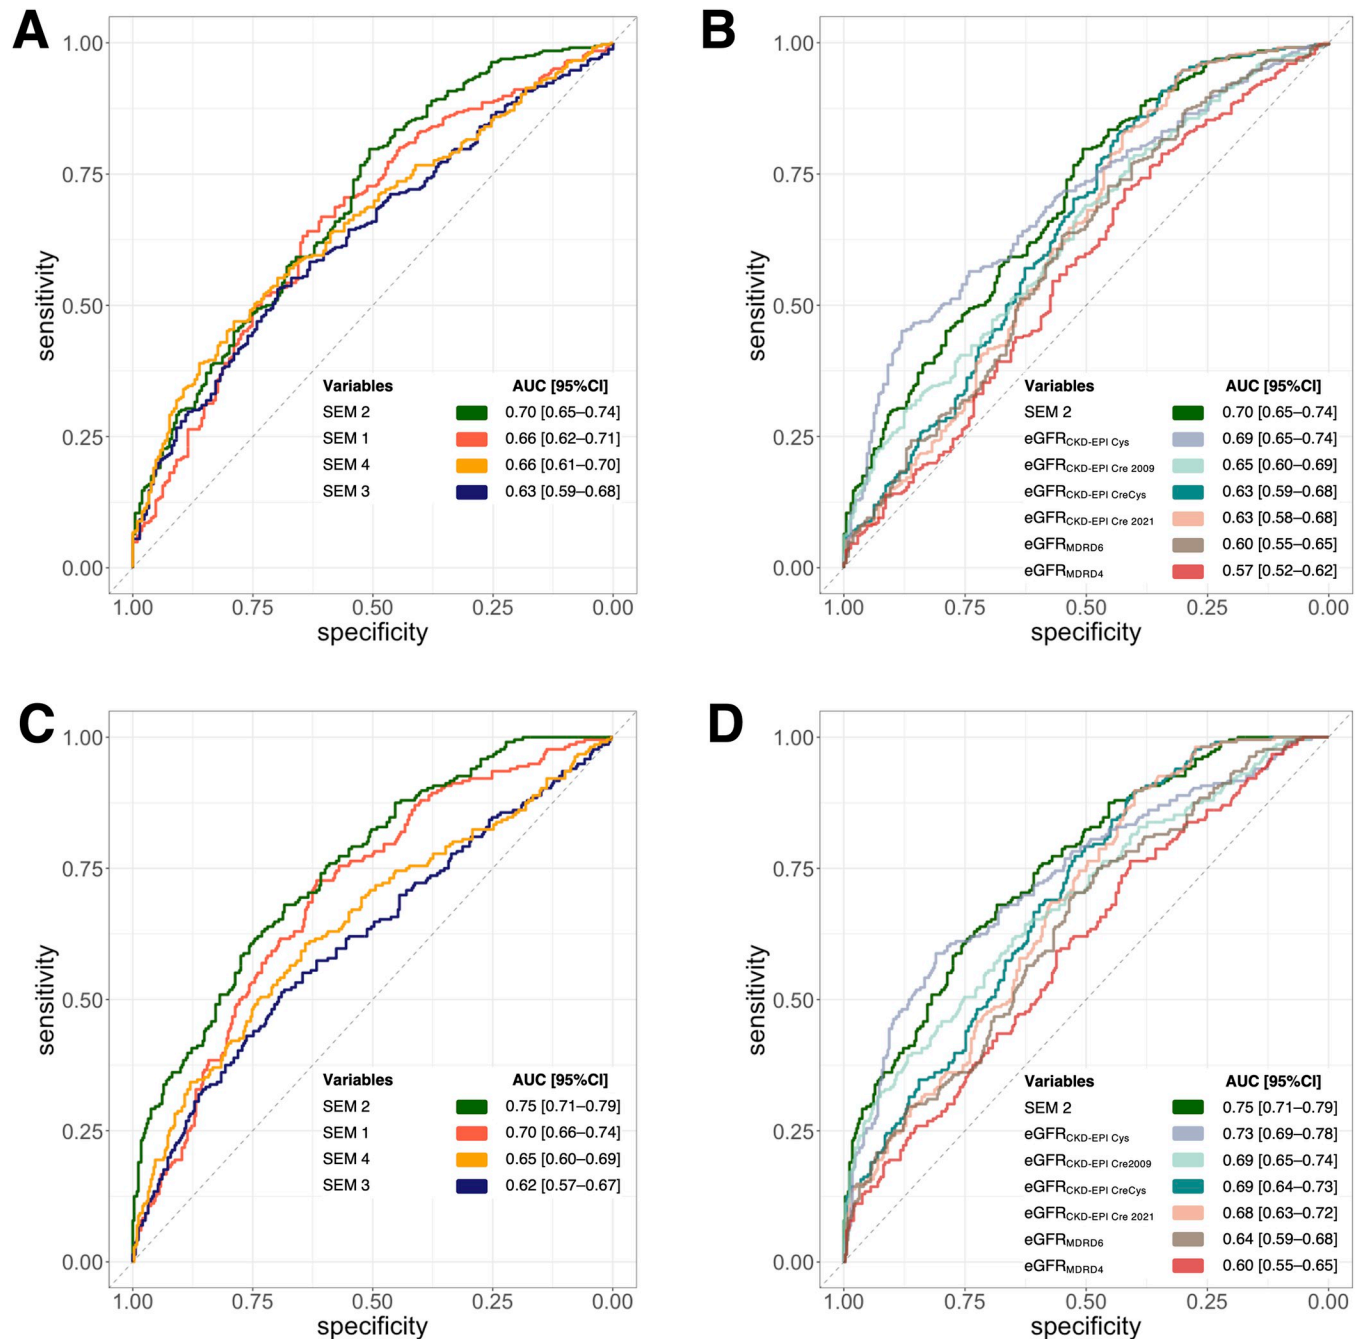 A
1.00
0.75
0.50
0.25
0.00
sensitivity
Variables AUC [95%CI]
SEM 2 0.70 [0.65–0.74]
SEM 1 0.66 [0.62–0.71]
SEM 4 0.66 [0.61–0.70]
SEM 3 0.63 [0.59–0.68]
1.00 0.75 0.50 0.25 0.00
specificity
B
1.00
0.75
0.50
0.25
0.00
sensitivity
Variables AUC [95%CI]
SEM 2 0.70 [0.65–0.74]
eGFRCKD-EPI Cys 0.69 [0.65–0.74]
eGFRCKD-EPI Cre 2009 0.65 [0.60–0.69]
eGFRCKD-EPI CreCys 0.63 [0.59–0.68]
eGFRCKD-EPI Cre 2021 0.63 [0.58–0.68]
eGFRMDRD6 0.60 [0.55–0.65]
eGFRMDRD4 0.57 [0.52–0.62]
1.00 0.75 0.50 0.25 0.00
specificity
C
1.00
0.75
0.50
0.25
0.00
sensitivity
Variables AUC [95%CI]
SEM 2 0.75 [0.71–0.79]
SEM 1 0.70 [0.66–0.74]
SEM 4 0.65 [0.60–0.69]
SEM 3 0.62 [0.57–0.67]
1.00 0.75 0.50 0.25 0.00
specificity
D
1.00
0.75
0.50
0.25
0.00
sensitivity
Variables AUC [95%CI]
SEM 2 0.75 [0.71–0.79]
eGFRCKD-EPI Cys 0.73 [0.69–0.78]
eGFRCKD-EPI Cre2009 0.69 [0.65–0.74]
eGFRCKD-EPI CreCys 0.69 [0.64–0.73]
eGFRCKD-EPI Cre 2021 0.68 [0.63–0.72]
eGFRMDRD6 0.64 [0.59–0.68]
eGFRMDRD4 0.60 [0.55–0.65]
1.00 0.75 0.50 0.25 0.00
specificity